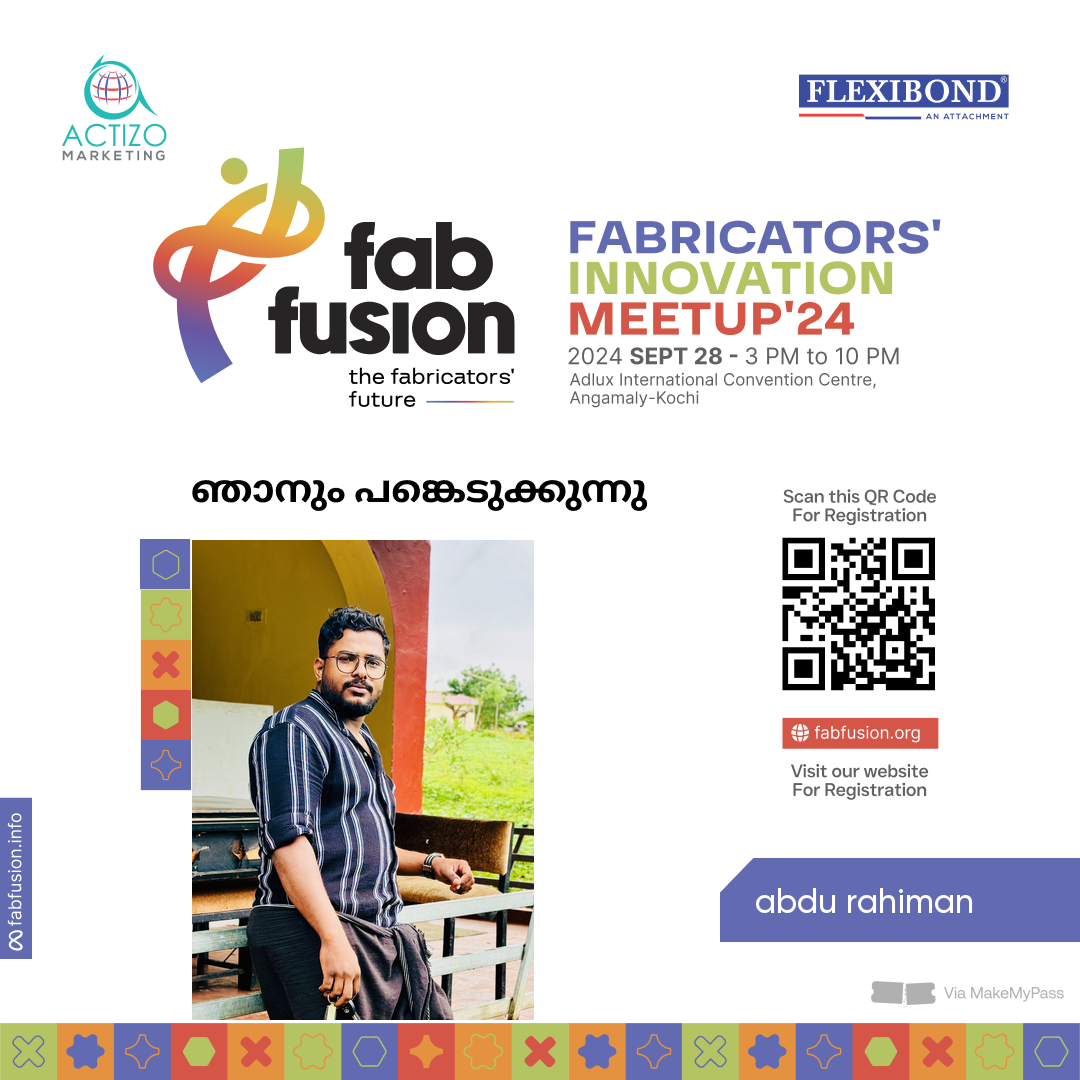 ACTIZO
MARKETING
FLEXIBOND®
AN ATTACHMENT
fab
fusion
the fabricators'
future
FABRICATORS'
INNOVATION
MEETUP'24
2024 SEPT 28 - 3 PM to 10 PM
Adlux International Convention Centre,
Angamaly-Kochi
ഞാനും പങ്കെടുക്കുന്നു
Scan this QR Code
For Registration
fabfusion.org
Visit our website
For Registration
fabfusion.info
abdu rahiman
Via MakeMyPass